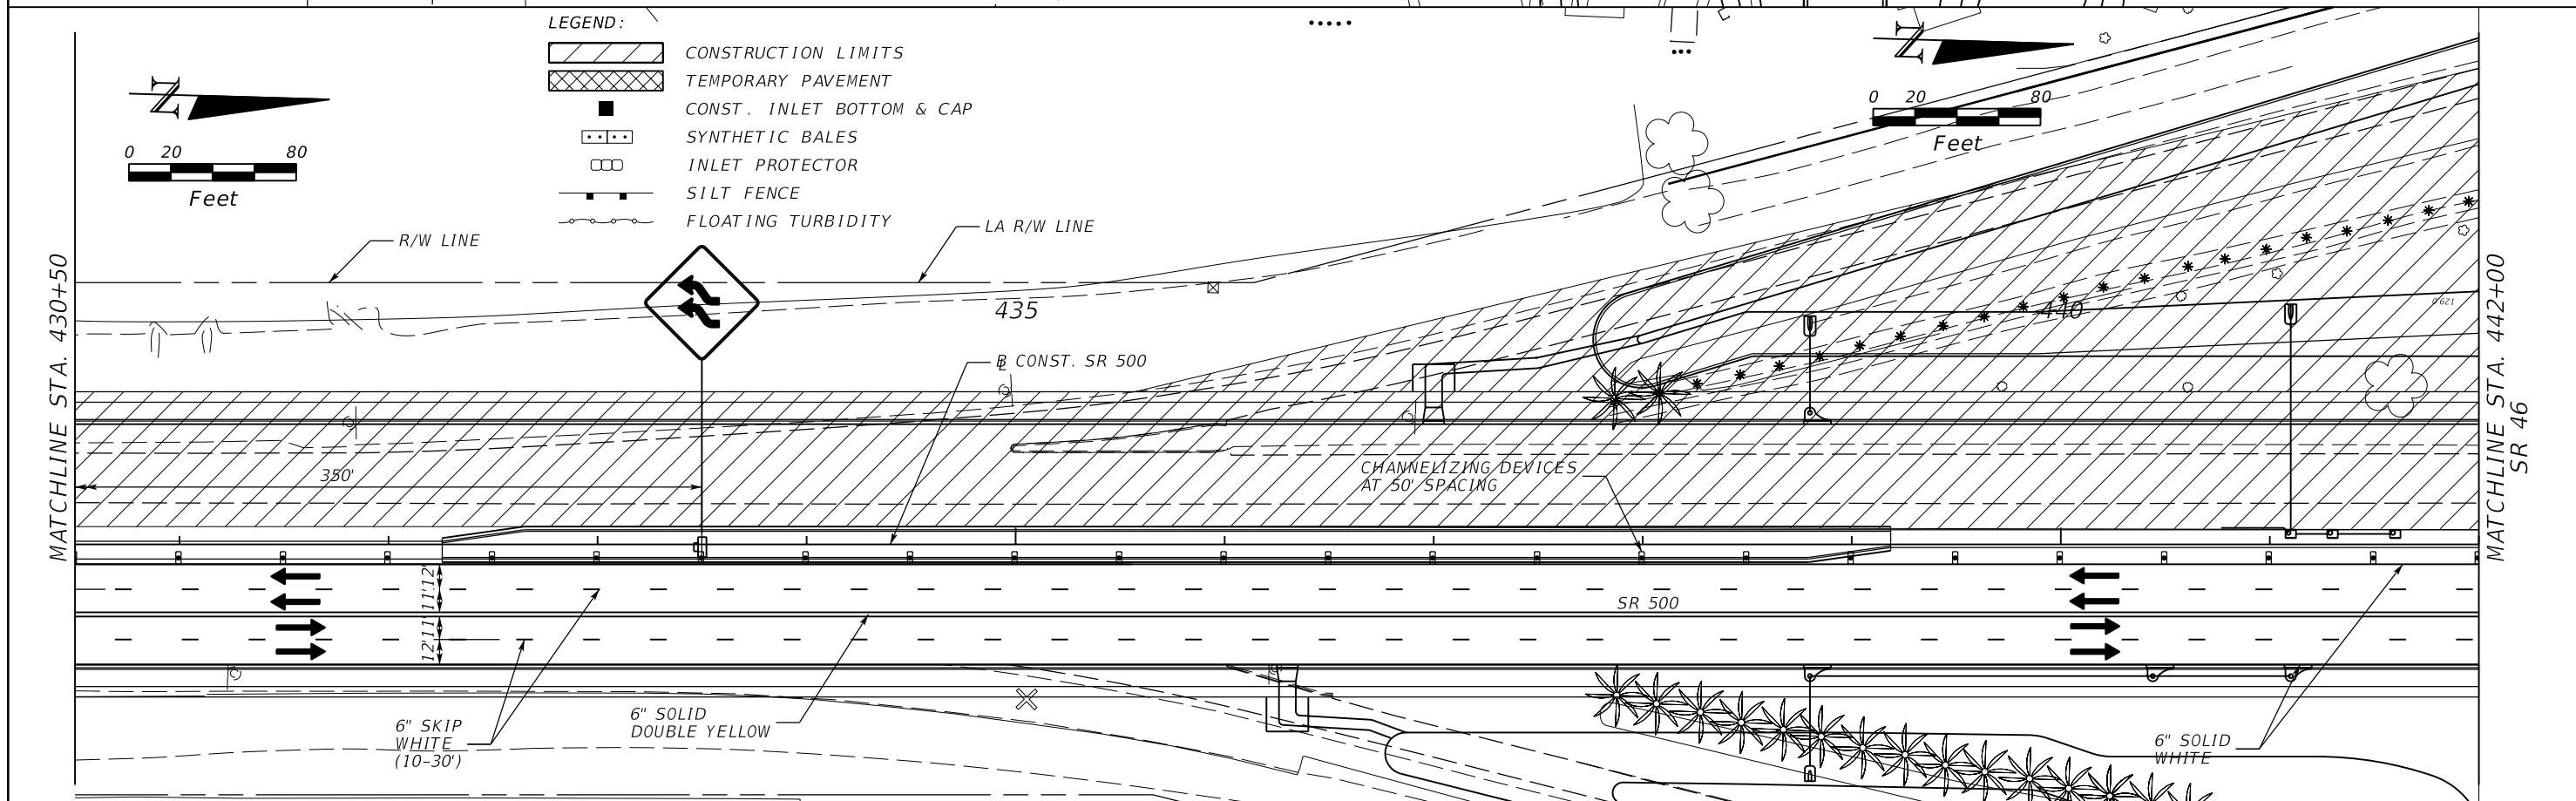 LEGEND:
CONSTRUCTION LIMITS
TEMPORARY PAVEMENT
CONST. INLET BOTTOM & CAP
SYNTHETIC BALES
INLET PROTECTOR
SILT FENCE
FLOATING TURBIDITY
N
0 20 80
Feet
N
0 20 80
Feet
R/W LINE
LA R/W LINE
MATCHLINE STA. 430+50
435
440
129.0
℄ CONST. SR 500
350'
CHANNELIZING DEVICES
AT 50' SPACING
MATCHLINE STA. 442+00
SR 46
12'
11'
11'
12'
SR 500
6" SKIP
WHITE
(10-30')
6" SOLID
DOUBLE YELLOW
6" SOLID
WHITE